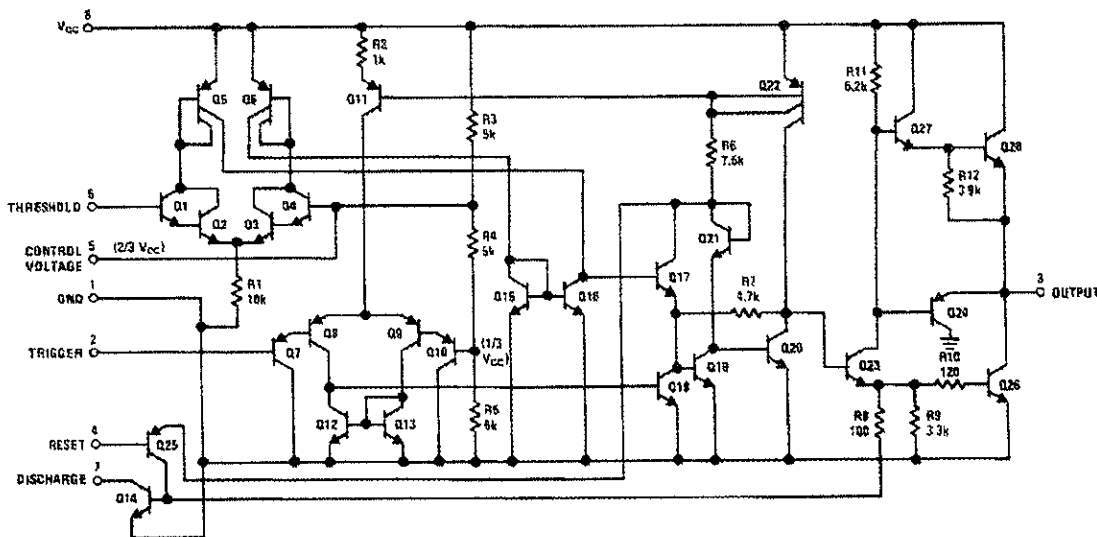 8
VCC
R2
1k
R11
6.2k
Q5
Q6
Q11
Q22
Q27
Q28
R3
5k
R6
7.5k
R12
3.9k
6
THRESHOLD
Q1
Q2
Q3
Q4
5
CONTROL
VOLTAGE
(2/3 VCC)
R4
5k
Q21
1
GND
R1
10k
Q15
Q16
Q17
R7
4.7k
3
OUTPUT
2
TRIGGER
Q7
Q8
Q9
Q10
(1/3
VCC)
Q18
Q19
Q20
Q23
Q24
R10
120
Q26
R5
5k
R8
100
R9
3.3k
4
RESET
Q25
Q12
Q13
7
DISCHARGE
Q14